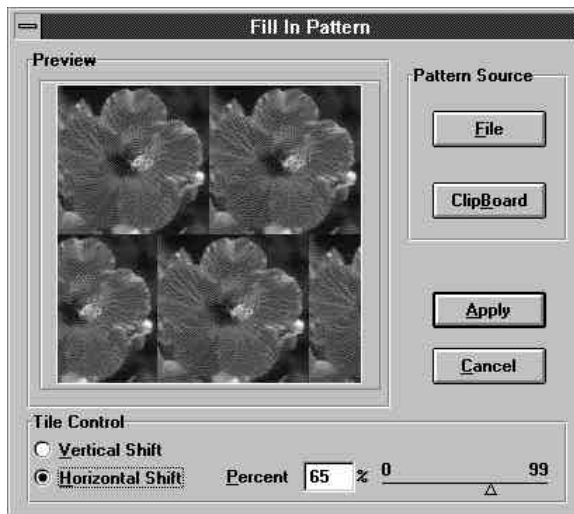 Fill In Pattern
Preview
Pattern Source
File
ClipBoard
Apply
Cancel
Tile Control
Vertical Shift
Horizontal Shift
Percent 65 % 0 99